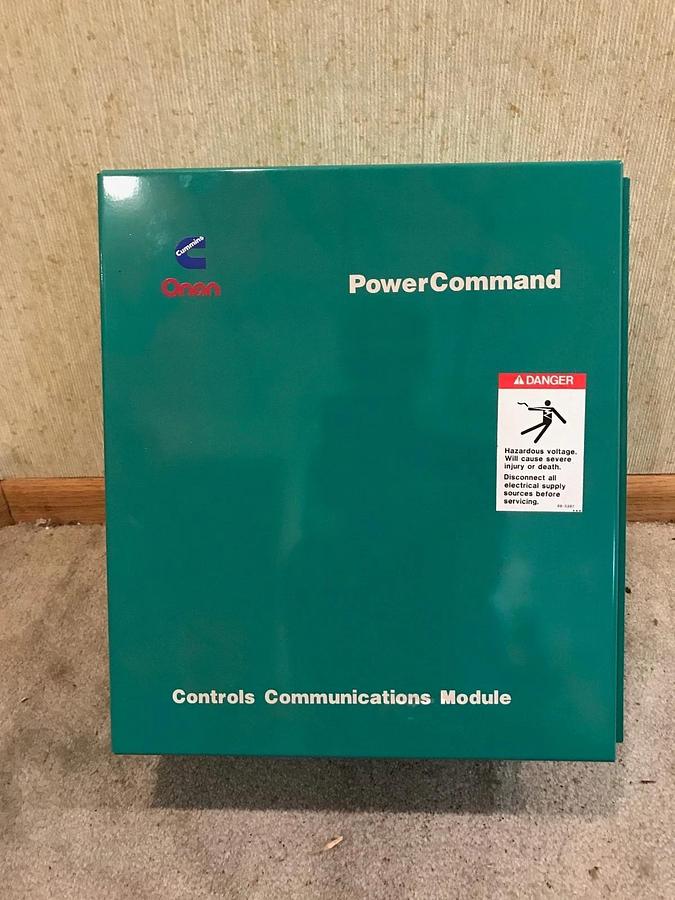 Cummins
Onan
PowerCommand
DANGER
Hazardous voltage.
Will cause severe
injury or death.
Disconnect all
electrical supply
sources before
servicing.
Controls Communications Module